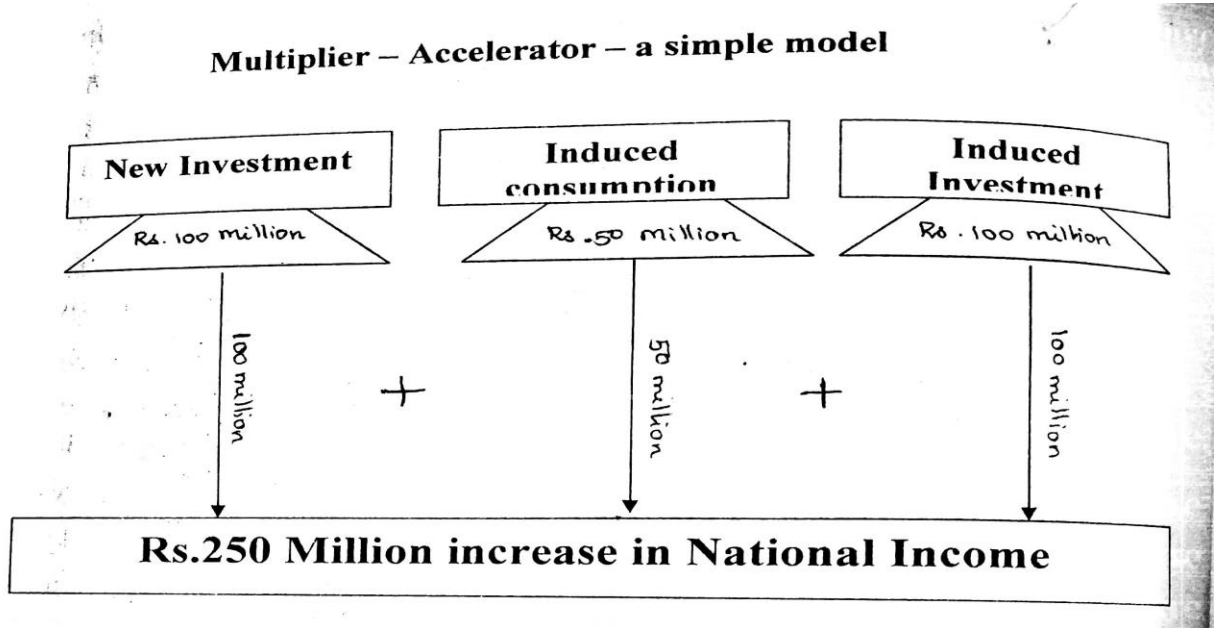 Multiplier – Accelerator – a simple model
New Investment
Induced
consumption
Induced
Investment
Rs. 100 million
Rs .50 million
Rs . 100 million
100 million
+
50 million
+
100 million
Rs.250 Million increase in National Income